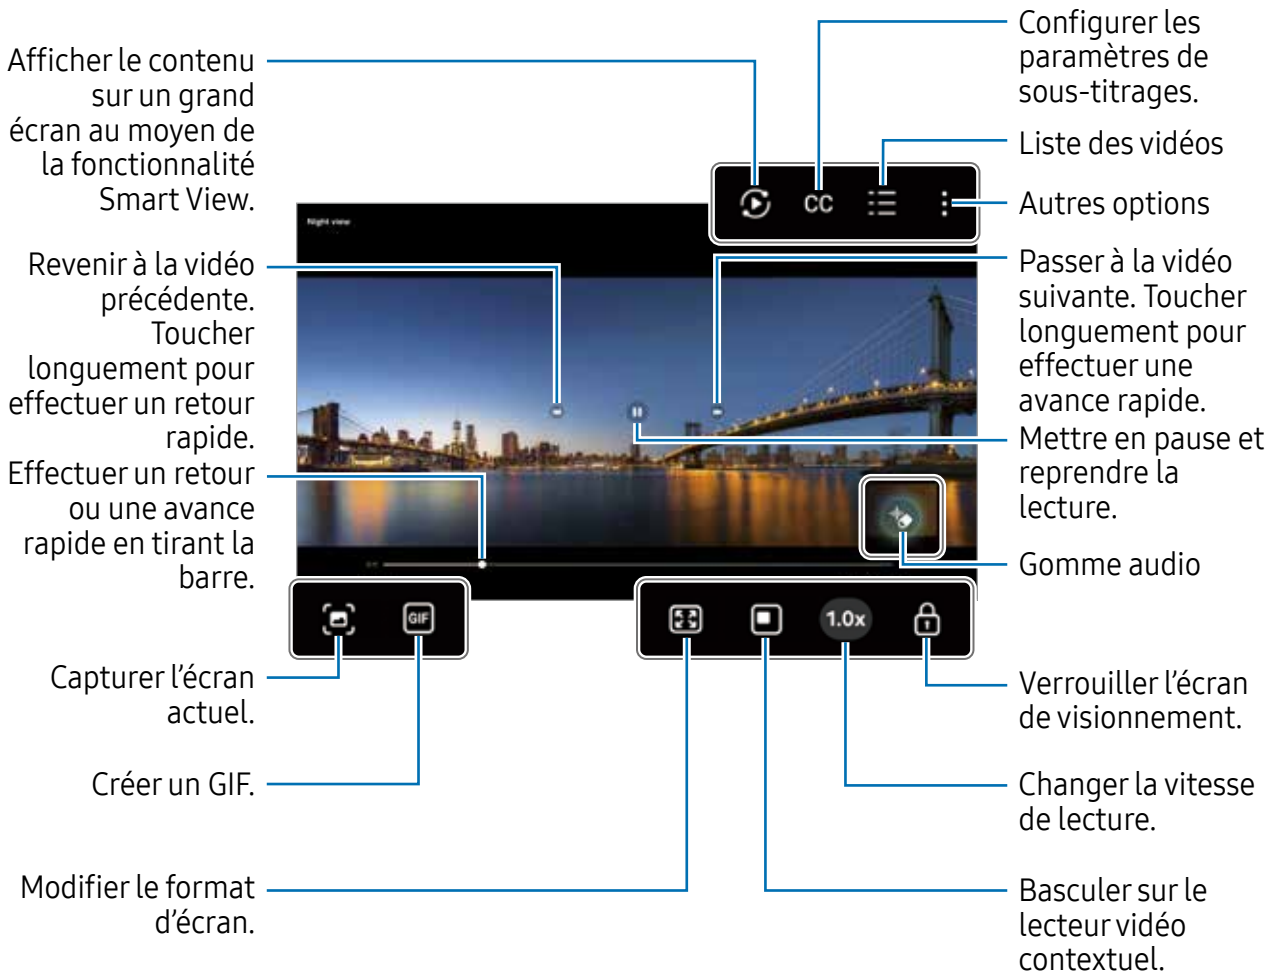 Afficher le contenu
sur un grand
écran au moyen de
la fonctionnalité
Smart View.
Revenir à la vidéo
précédente.
Toucher
longuement pour
effectuer un retour
rapide.
Effectuer un retour
ou une avance
rapide en tirant la
barre.
Capturer l'écran
actuel.
Créer un GIF.
Modifier le format
d'écran.
Night view
CC
GIF
1.0x
Configurer les
paramètres de
sous-titrages.
Liste des vidéos
Autres options
Passer à la vidéo
suivante. Toucher
longuement pour
effectuer une
avance rapide.
Mettre en pause et
reprendre la
lecture.
Gomme audio
Verrouiller l'écran
de visionnement.
Changer la vitesse
de lecture.
Basculer sur le
lecteur vidéo
contextuel.